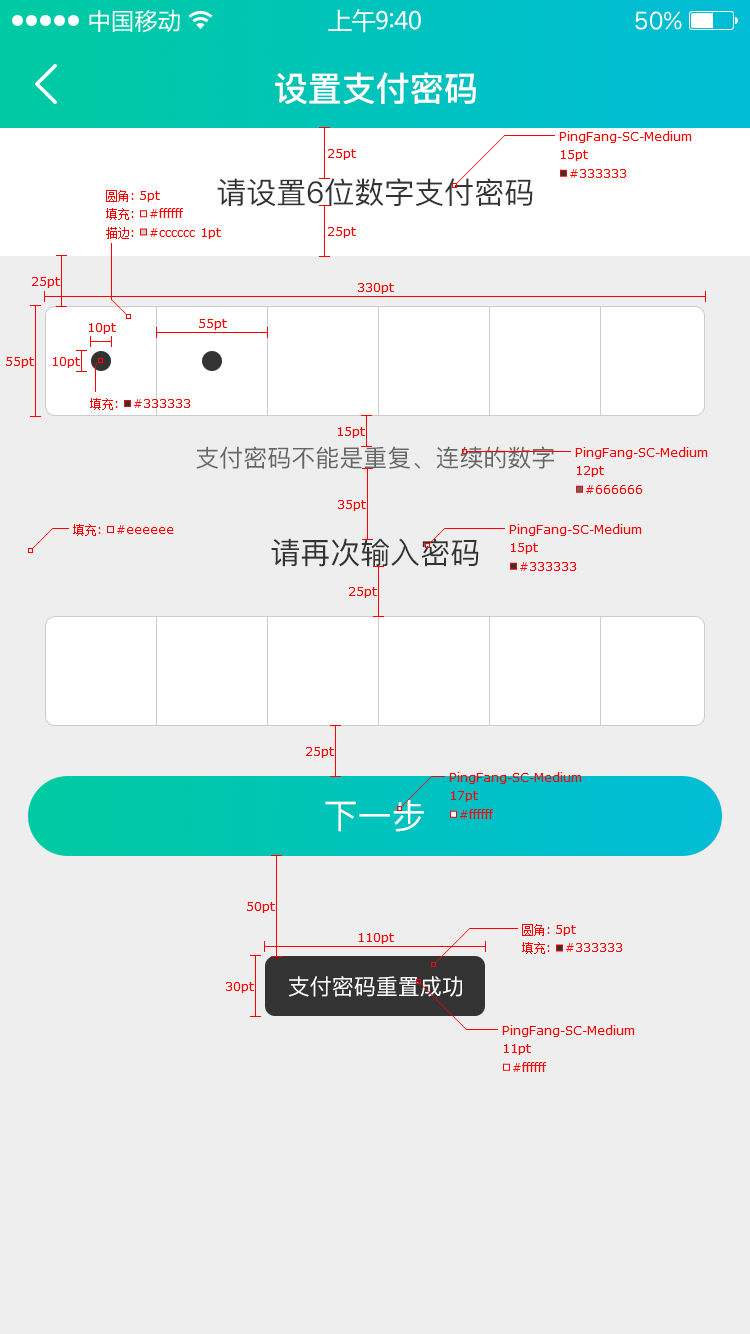 中国移动 上午9:40 50%
设置支付密码
25pt
PingFang-SC-Medium
15pt
#333333
请设置6位数字支付密码
圆角: 5pt
填充: #ffffff
描边: #cccccc 1pt
25pt
25pt
330pt
10pt
55pt
55pt
10pt
填充: #333333
15pt
支付密码不能是重复、连续的数字
PingFang-SC-Medium
12pt
#666666
35pt
填充: #eeeeee
PingFang-SC-Medium
15pt
#333333
请再次输入密码
25pt
25pt
PingFang-SC-Medium
17pt
#ffffff
下一步
50pt
110pt
圆角: 5pt
填充: #333333
30pt
支付密码重置成功
PingFang-SC-Medium
11pt
#ffffff